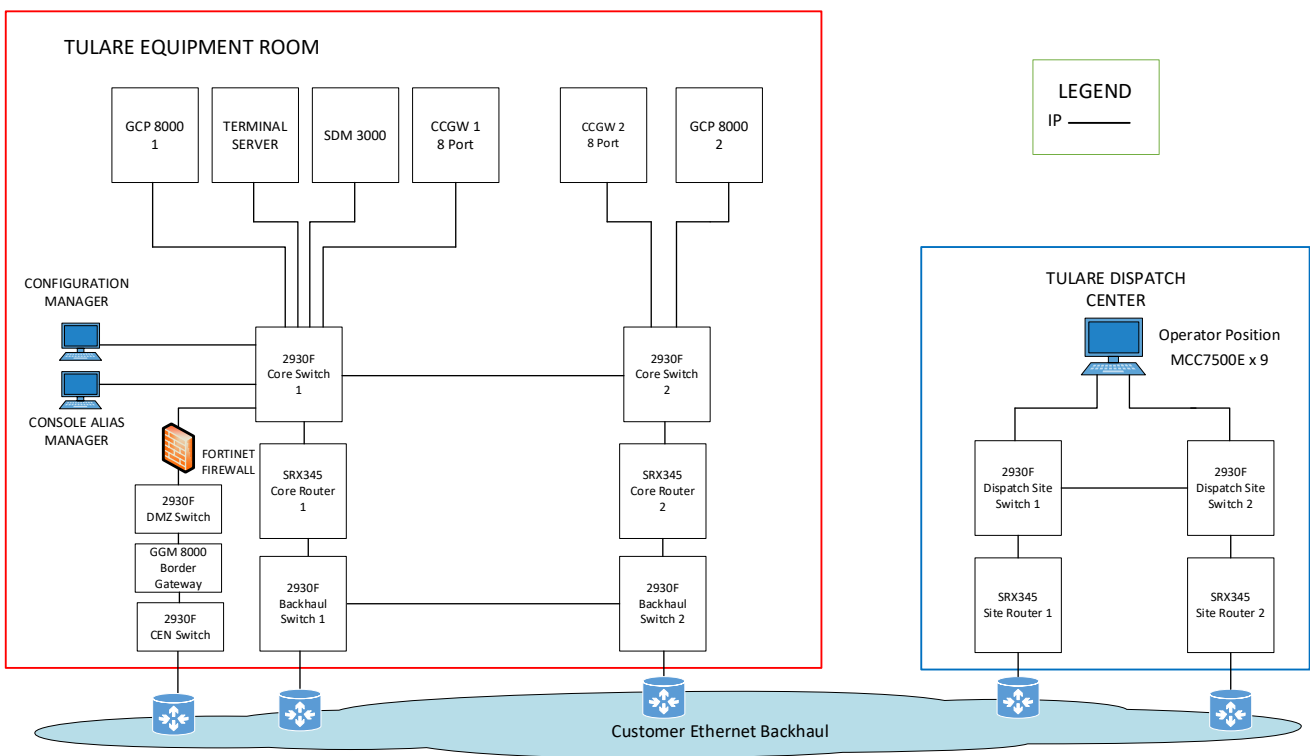 TULARE EQUIPMENT ROOM
GCP 8000
1
TERMINAL
SERVER
SDM 3000
CCGW 1
8 Port
CCGW 2
8 Port
GCP 8000
2
LEGEND
IP
CONFIGURATION
MANAGER
CONSOLE ALIAS
MANAGER
2930F
Core Switch
1
2930F
Core Switch
2
FORTINET
FIREWALL
SRX345
Core Router
1
SRX345
Core Router
2
2930F
DMZ Switch
GGM 8000
Border
Gateway
2930F
CEN Switch
2930F
Backhaul
Switch 1
2930F
Backhaul
Switch 2
TULARE DISPATCH
CENTER
Operator Position
MCC7500E x 9
2930F
Dispatch Site
Switch 1
2930F
Dispatch Site
Switch 2
SRX345
Site Router 1
SRX345
Site Router 2
Customer Ethernet Backhaul